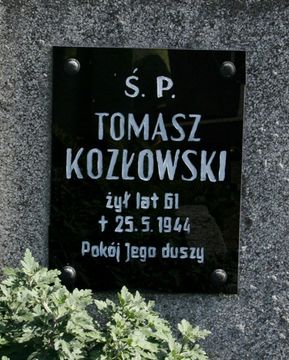 Ś. P.
TOMASZ
KOZŁOWSKI
żył lat 61
† 25. 5. 1944
Pokój Jego duszy